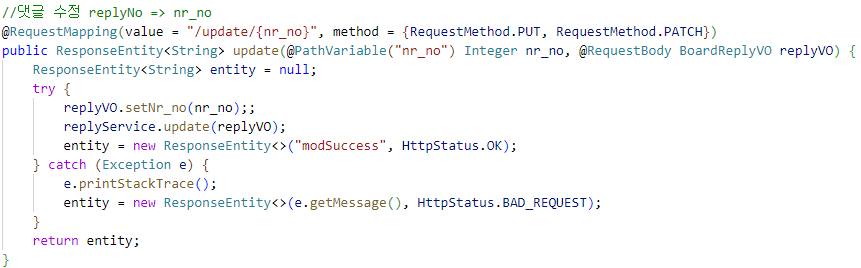 //댓글 수정 replyNo => nr_no
@RequestMapping(value = "/update/{nr_no}", method = {RequestMethod.PUT, RequestMethod.PATCH})
public ResponseEntity<String> update(@PathVariable("nr_no") Integer nr_no, @RequestBody BoardReplyVO replyVO) {
    ResponseEntity<String> entity = null;
    try {
        replyVO.setNr_no(nr_no);;
        replyService.update(replyVO);
        entity = new ResponseEntity<>("modSuccess", HttpStatus.OK);
    } catch (Exception e) {
        e.printStackTrace();
        entity = new ResponseEntity<>(e.getMessage(), HttpStatus.BAD_REQUEST);
    }
    return entity;
}